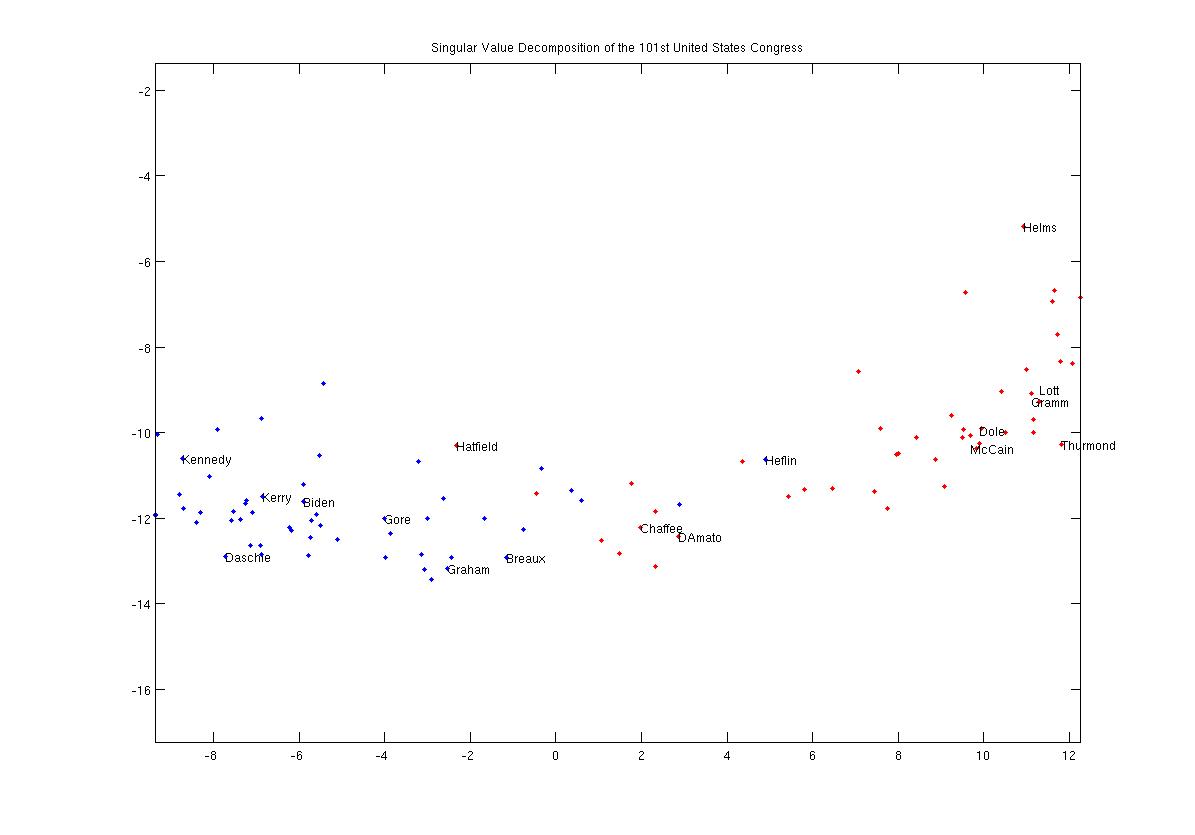 Singular Value Decomposition of the 101st United States Congress
-2
-4
Helms
-6
-8
Lott
Gramm
-10
Dole
Hatfield
Thurmond
McCain
Kennedy
Heflin
Kerry
Biden
-12
Gore
Chaffee
DAmato
Daschle
Breaux
Graham
-14
-16
-8 -6 -4 -2 0 2 4 6 8 10 12